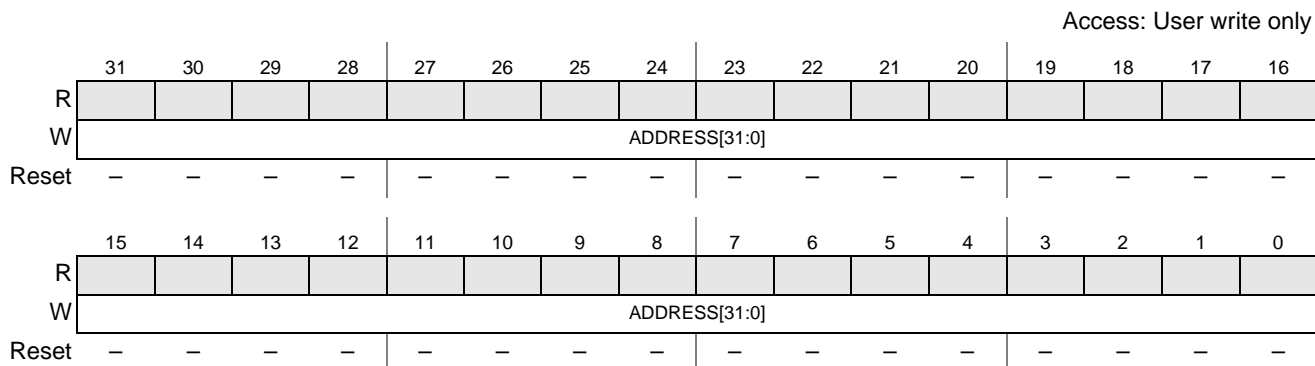 Access: User write only
31 30 29 28 27 26 25 24 23 22 21 20 19 18 17 16
R
W ADDRESS[31:0]
Reset – – – – – – – – – – – – – – – –
15 14 13 12 11 10 9 8 7 6 5 4 3 2 1 0
R
W ADDRESS[31:0]
Reset – – – – – – – – – – – – – – – –